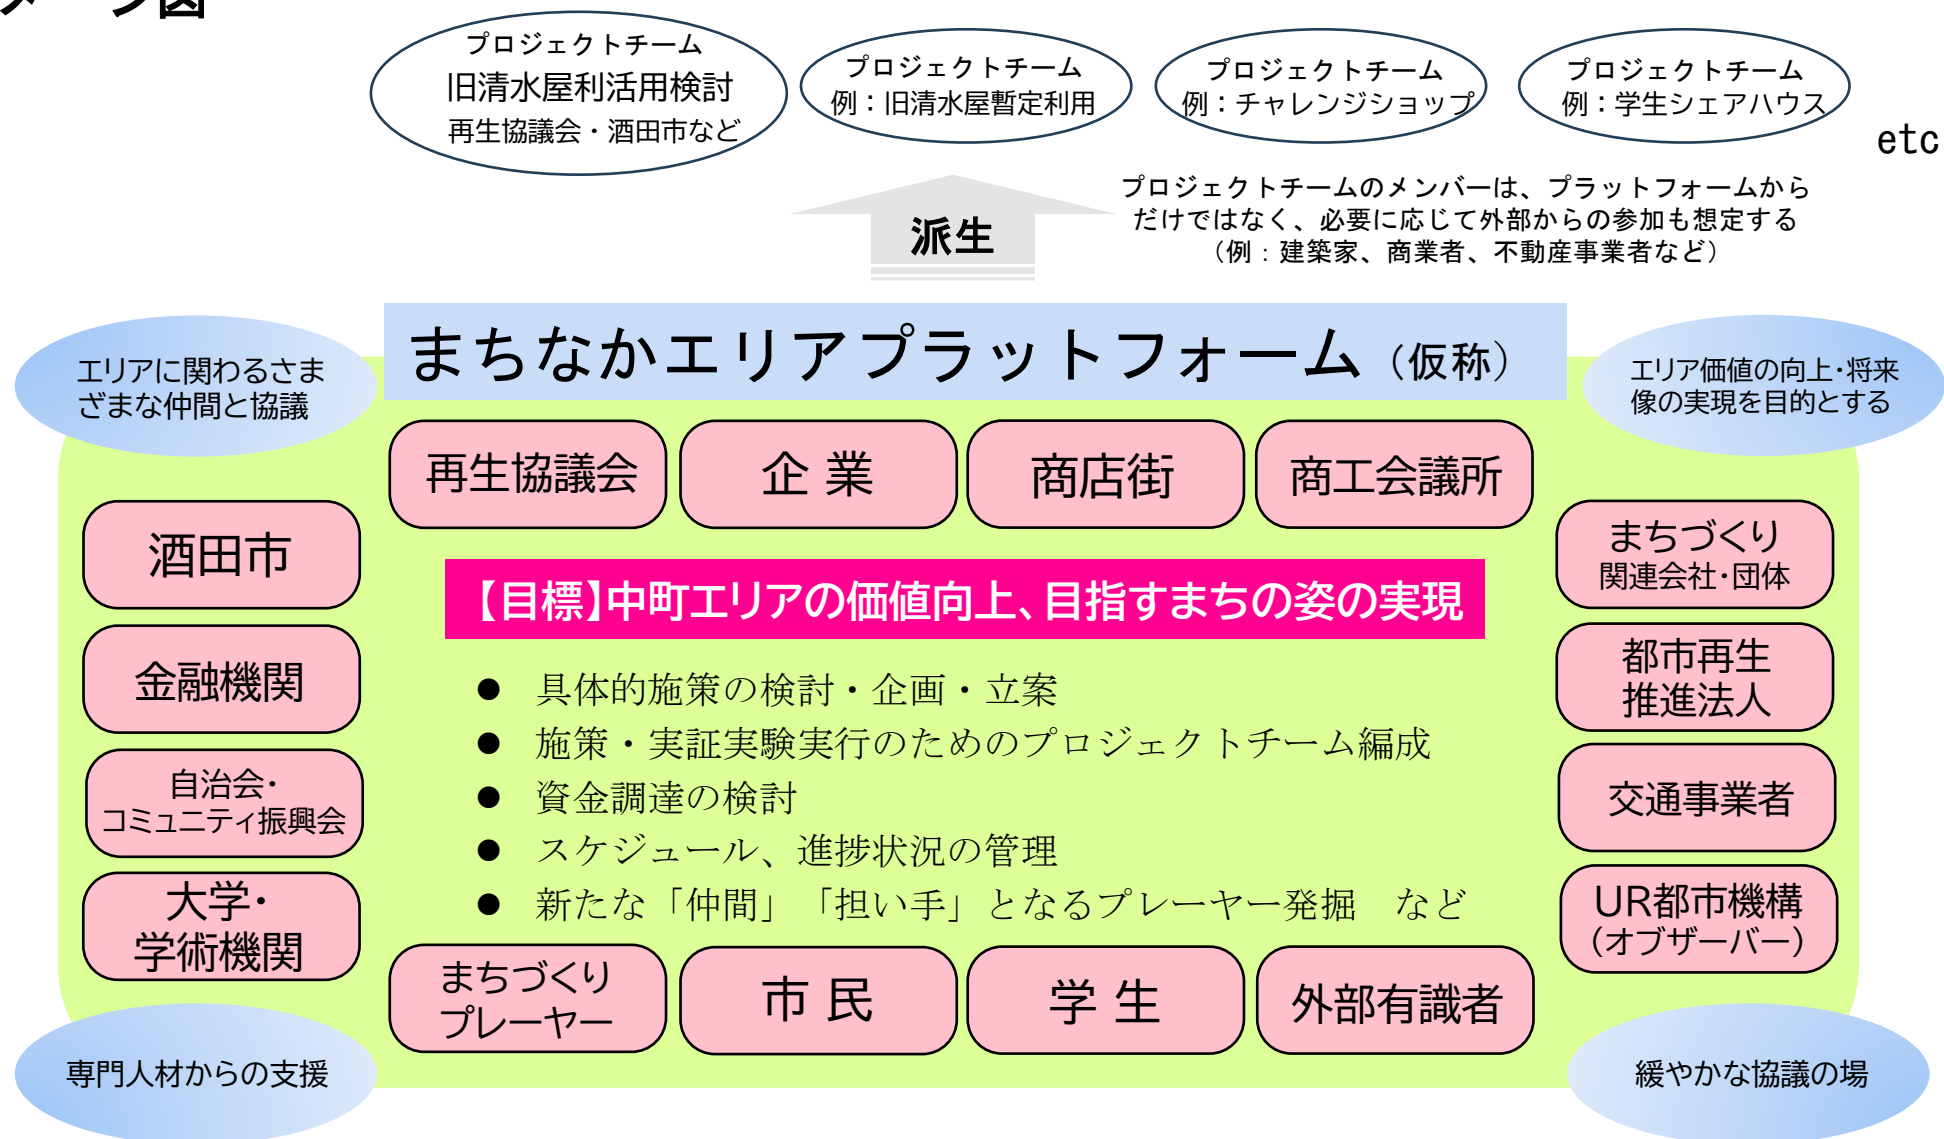 プロジェクトチーム
旧清水屋利活用検討
再生協議会・酒田市など
プロジェクトチーム
例：旧清水屋暫定利用
プロジェクトチーム
例：チャレンジショップ
プロジェクトチーム
例：学生シェアハウス
etc
派生
プロジェクトチームのメンバーは、プラットフォームから
だけではなく、必要に応じて外部からの参加も想定する
（例：建築家、商業者、不動産事業者など）
まちなかエリアプラットフォーム（仮称）
エリアに関わるさま
ざまな仲間と協議
エリア価値の向上・将来
像の実現を目的とする
再生協議会
企業
商店街
商工会議所
酒田市
金融機関
自治会・
コミュニティ振興会
大学・
学術機関
【目標】中町エリアの価値向上、目指すまちの姿の実現
● 具体的施策の検討・企画・立案
● 施策・実証実験実行のためのプロジェクトチーム編成
● 資金調達の検討
● スケジュール、進捗状況の管理
● 新たな「仲間」「担い手」となるプレーヤー発掘　など
まちづくり
関連会社・団体
都市再生
推進法人
交通事業者
UR都市機構
（オブザーバー）
まちづくり
プレーヤー
市民
学生
外部有識者
専門人材からの支援
緩やかな協議の場